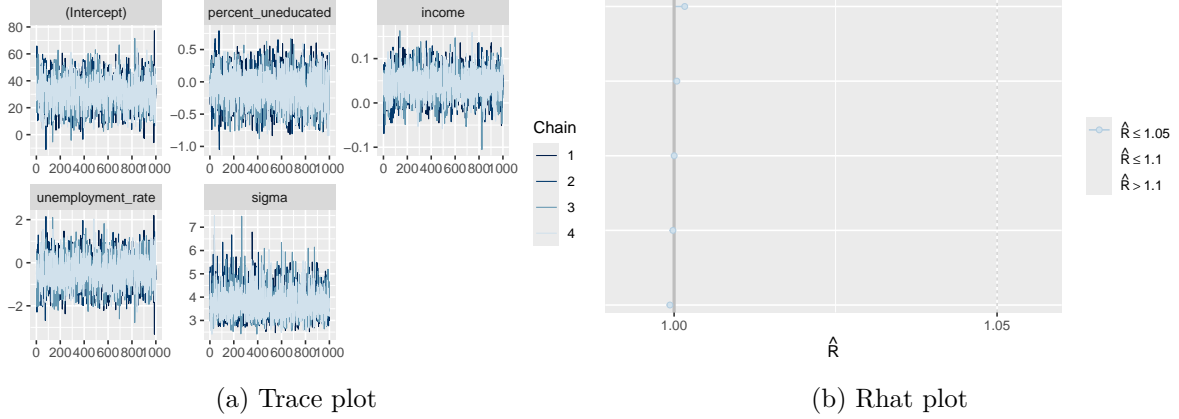 (Intercept)
percent_uneducated
income
80
60
40
20
0
0.5
0.0
−0.5
−1.0
0.1
0.0
−0.1
0 200 400 600 800 1000
0 200 400 600 800 1000
0 200 400 600 800 1000
unemployment_rate
sigma
2
0
−2
7
6
5
4
3
0 200 400 600 800 1000
0 200 400 600 800 1000
Chain
1
2
3
4
(a) Trace plot
1.00
1.05
R̂
R̂ ≤ 1.05
R̂ ≤ 1.1
R̂ > 1.1
(b) Rhat plot